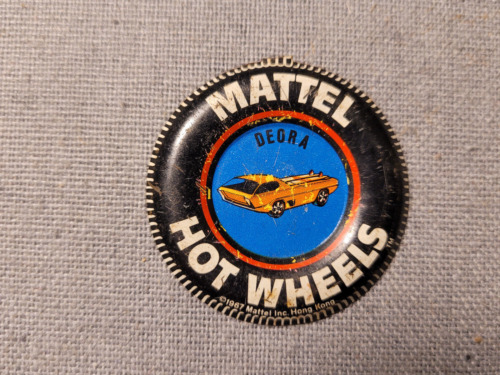 MATTEL
DEORA
HOT WHEELS
©1967 Mattel Inc. Hong Kong